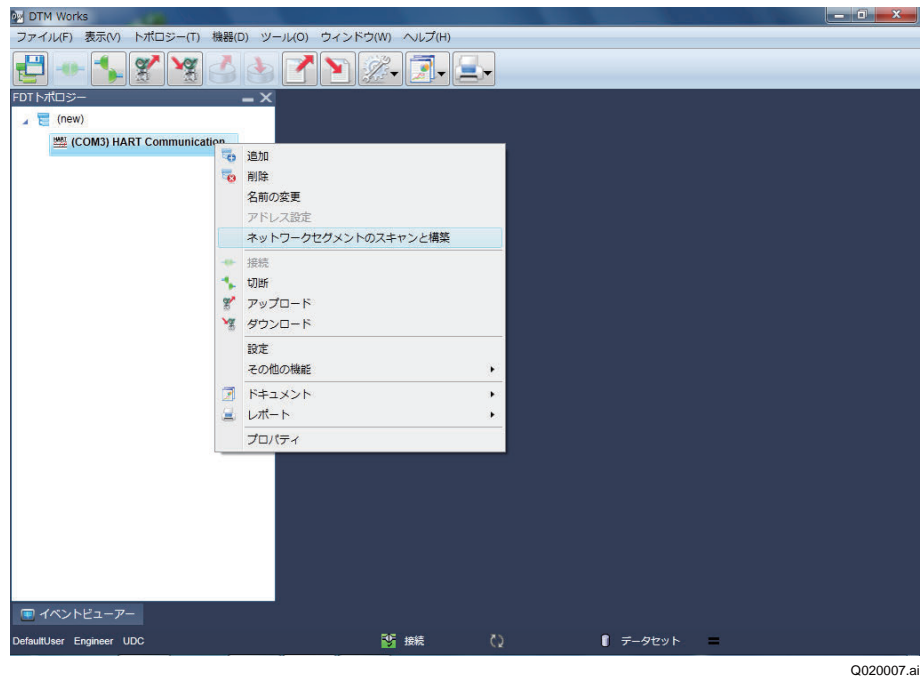 DTM Works
ファイル(F) 表示(V) トポロジー(T) 機器(D) ツール(O) ウィンドウ(W) ヘルプ(H)
FDTトポロジー
(new)
(COM3) HART Communication
追加
削除
名前の変更
アドレス設定
ネットワークセグメントのスキャンと構築
接続
切断
アップロード
ダウンロード
設定
その他の機能
ドキュメント
レポート
プロパティ
イベントビューアー
DefaultUser Engineer UDC 接続 データセット
Q020007.ai